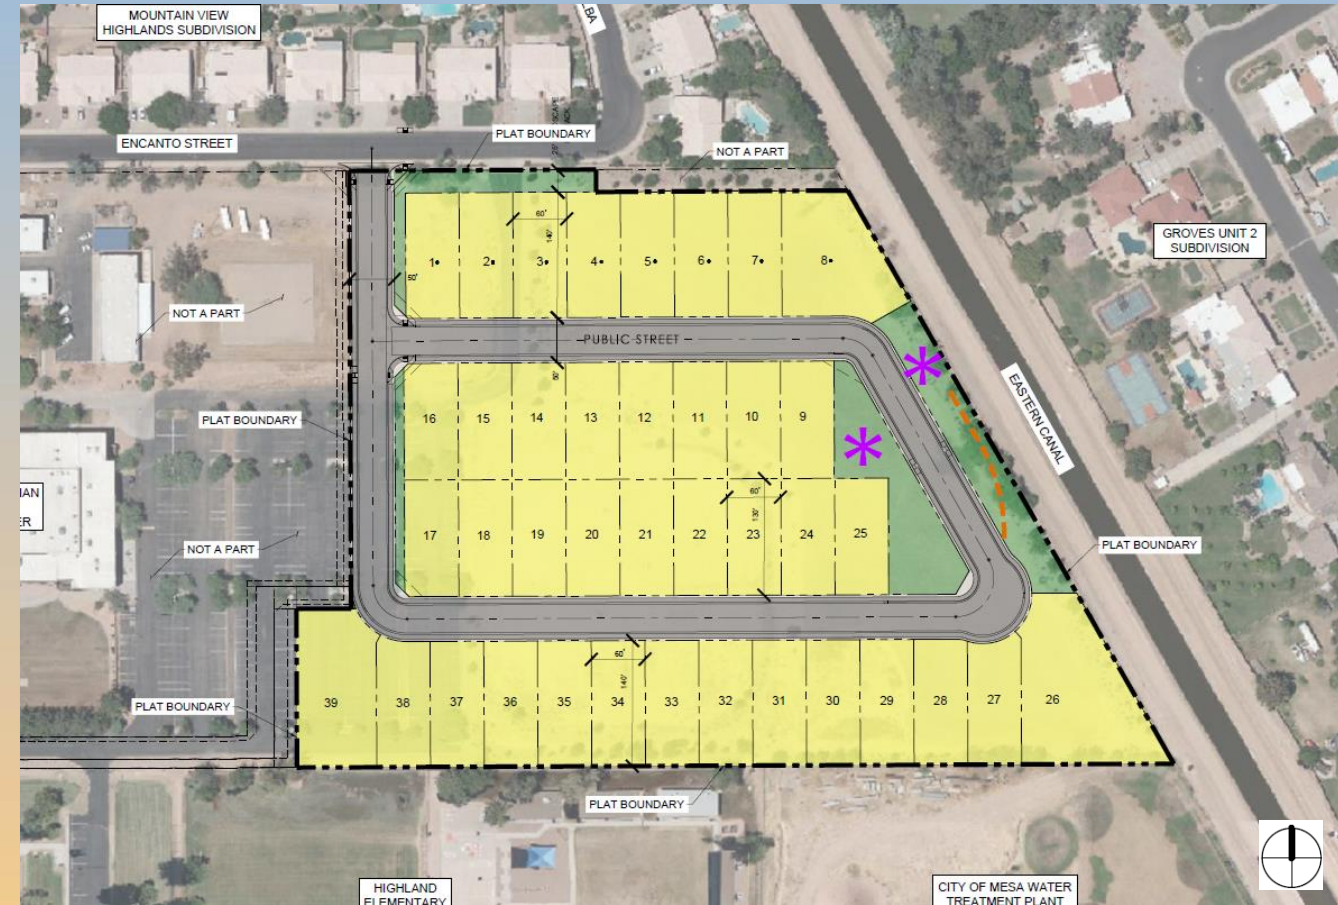 MOUNTAIN VIEW
HIGHLANDS SUBDIVISION
ENCANTO STREET
PLAT BOUNDARY
NOT A PART
GROVES UNIT 2
SUBDIVISION
60'
140'
1•
2•
3•
4•
5•
6•
7•
8•
50'
NOT A PART
PUBLIC STREET
50'
EASTERN CANAL
PLAT BOUNDARY
16
15
14
13
12
11
10
9
*
*
60'
130'
17
18
19
20
21
22
23
24
25
NOT A PART
PLAT BOUNDARY
60'
140'
39
38
37
36
35
34
33
32
31
30
29
28
27
26
PLAT BOUNDARY
PLAT BOUNDARY
HIGHLAND
ELEMENTARY
CITY OF MESA WATER
TREATMENT PLANT